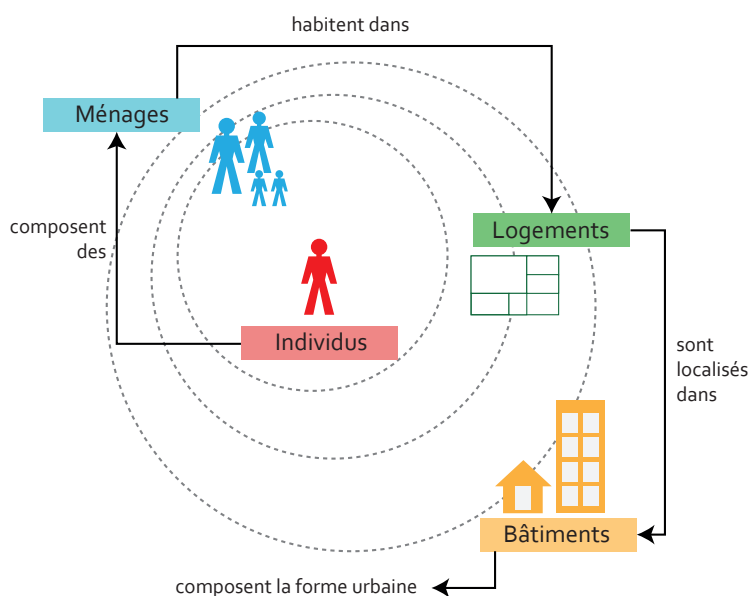 habitent dans
Ménages
composent
des
Logements
Individus
sont
localisés
dans
Bâtiments
composent la forme urbaine